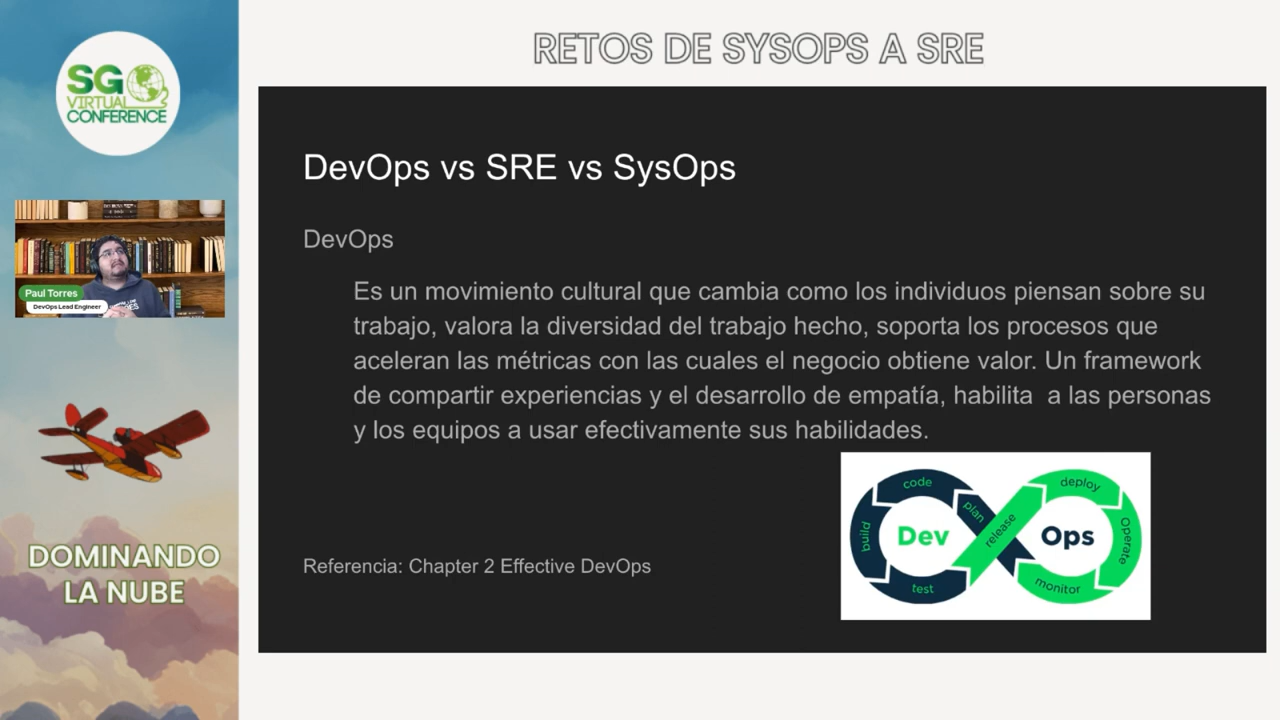 RETOS DE SYSOPS A SRE
SG
VIRTUAL
CONFERENCE
Paul Torres
DevOps Lead Engineer
DOMINANDO
LA NUBE
DevOps vs SRE vs SysOps
DevOps
Es un movimiento cultural que cambia como los individuos piensan sobre su
trabajo, valora la diversidad del trabajo hecho, soporta los procesos que
aceleran las métricas con las cuales el negocio obtiene valor. Un framework
de compartir experiencias y el desarrollo de empatía, habilita  a las personas
y los equipos a usar efectivamente sus habilidades.
Referencia: Chapter 2 Effective DevOps
code
plan
build
Dev
test
release
deploy
Ops
Operate
monitor